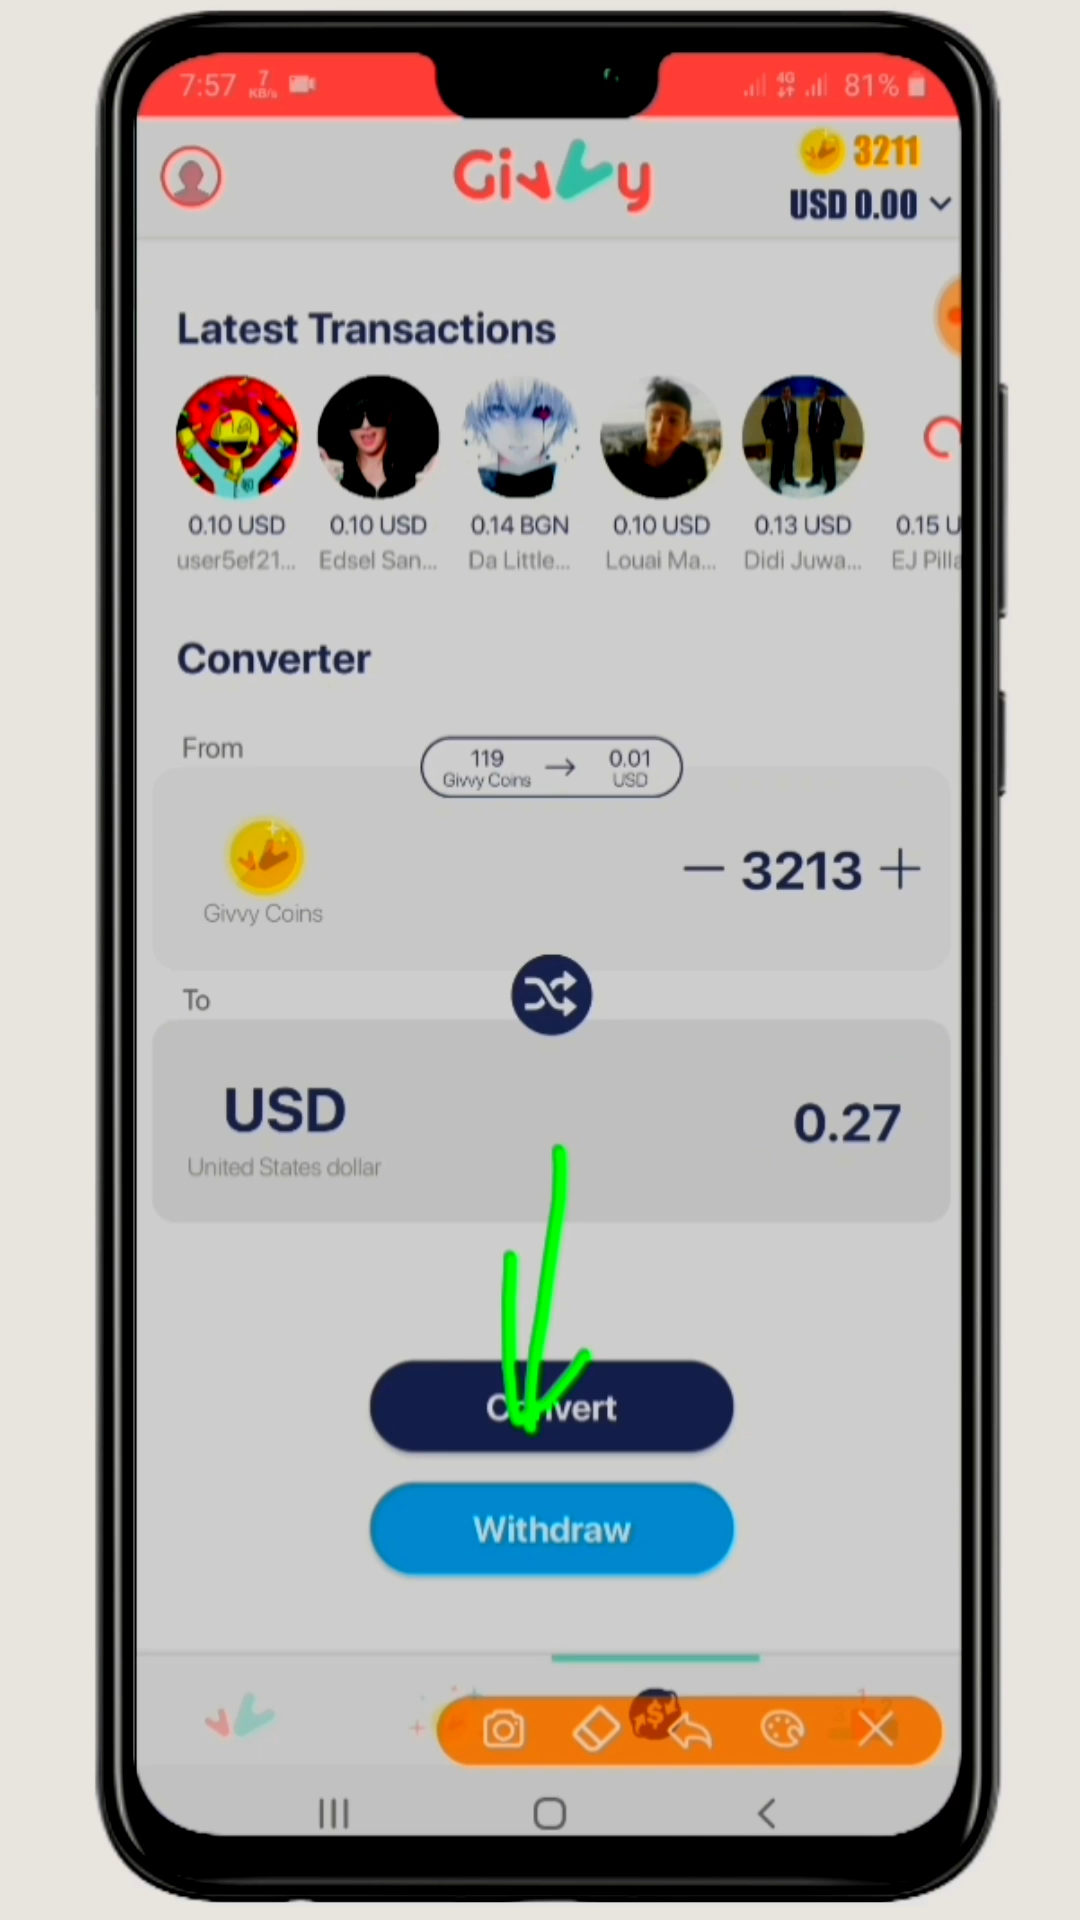 7:57 7 KB/s 4G 81%
Givvy 3211
USD 0.00
Latest Transactions
0.10 USD 0.10 USD 0.14 BGN 0.10 USD 0.13 USD 0.15 U
user5ef21... Edsel San... Da Little... Louai Ma... Didi Juwa... EJ Pilla
Converter
From
119 → 0.01
Givvy Coins USD
— 3213 +
Givvy Coins
To
USD 0.27
United States dollar
Convert
Withdraw